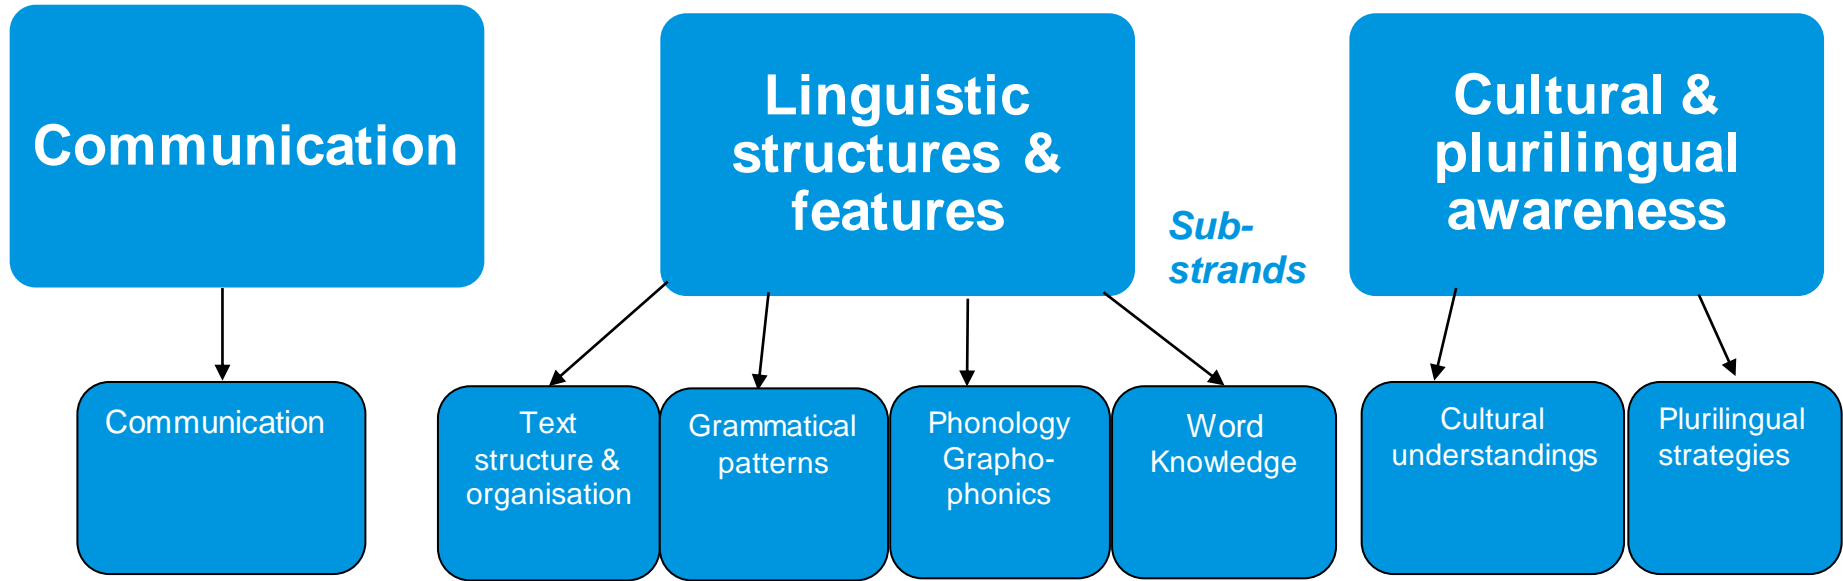 Communication
Linguistic
structures &
features
Cultural &
plurilingual
awareness
Sub-
strands
Communication
Text
structure &
organisation
Grammatical
patterns
Phonology
Grapho-
phonics
Word
Knowledge
Cultural
understandings
Plurilingual
strategies